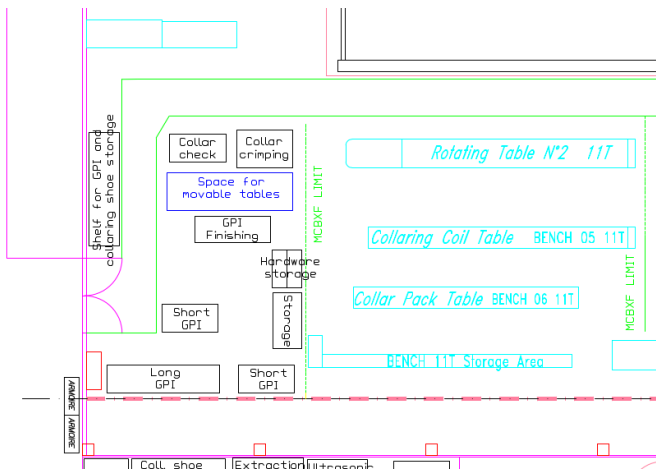 Collar
check
Collar
crimping
Rotating Table N°2 11T
Shelf for GPI and
collaring shoe storage
Space for
movable tables
MCBXF LIMIT
GPI
Finishing
Collaring Coil Table BENCH 05 11T
Hardware
storage
MCBXF LIMIT
Collar Pack Table BENCH 06 11T
Storage
Short
GPI
BENCH 11T Storage Area
Long
GPI
Short
GPI
ARMOIRE
ARMOIRE
Coll shoe
Extraction
Ultrasonic